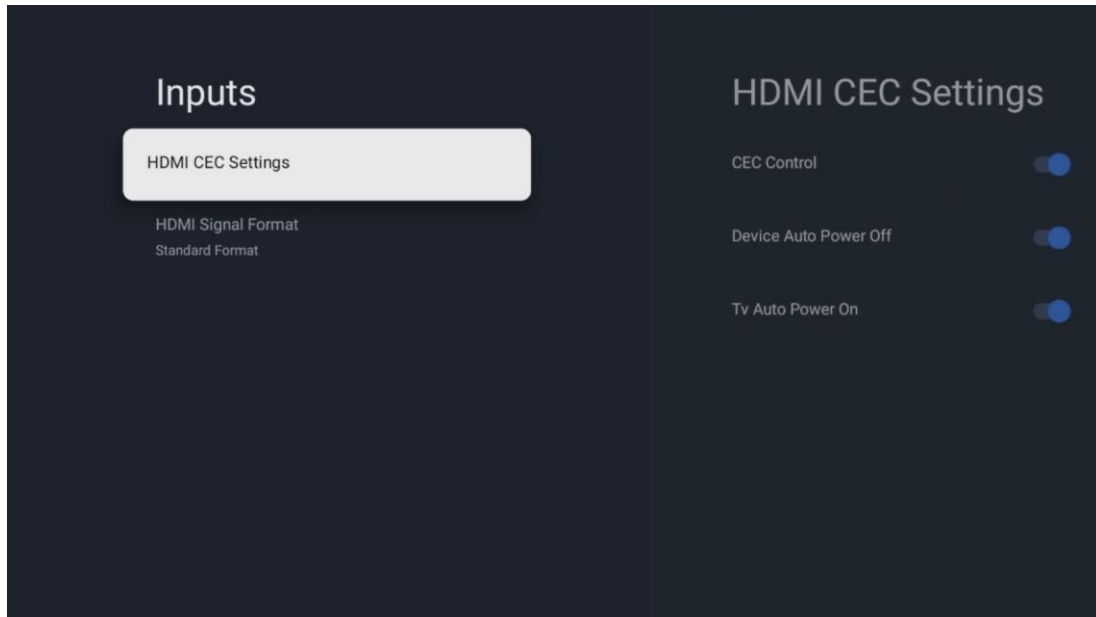 Inputs
HDMI CEC Settings
HDMI Signal Format
Standard Format
HDMI CEC Settings
CEC Control
Device Auto Power Off
Tv Auto Power On